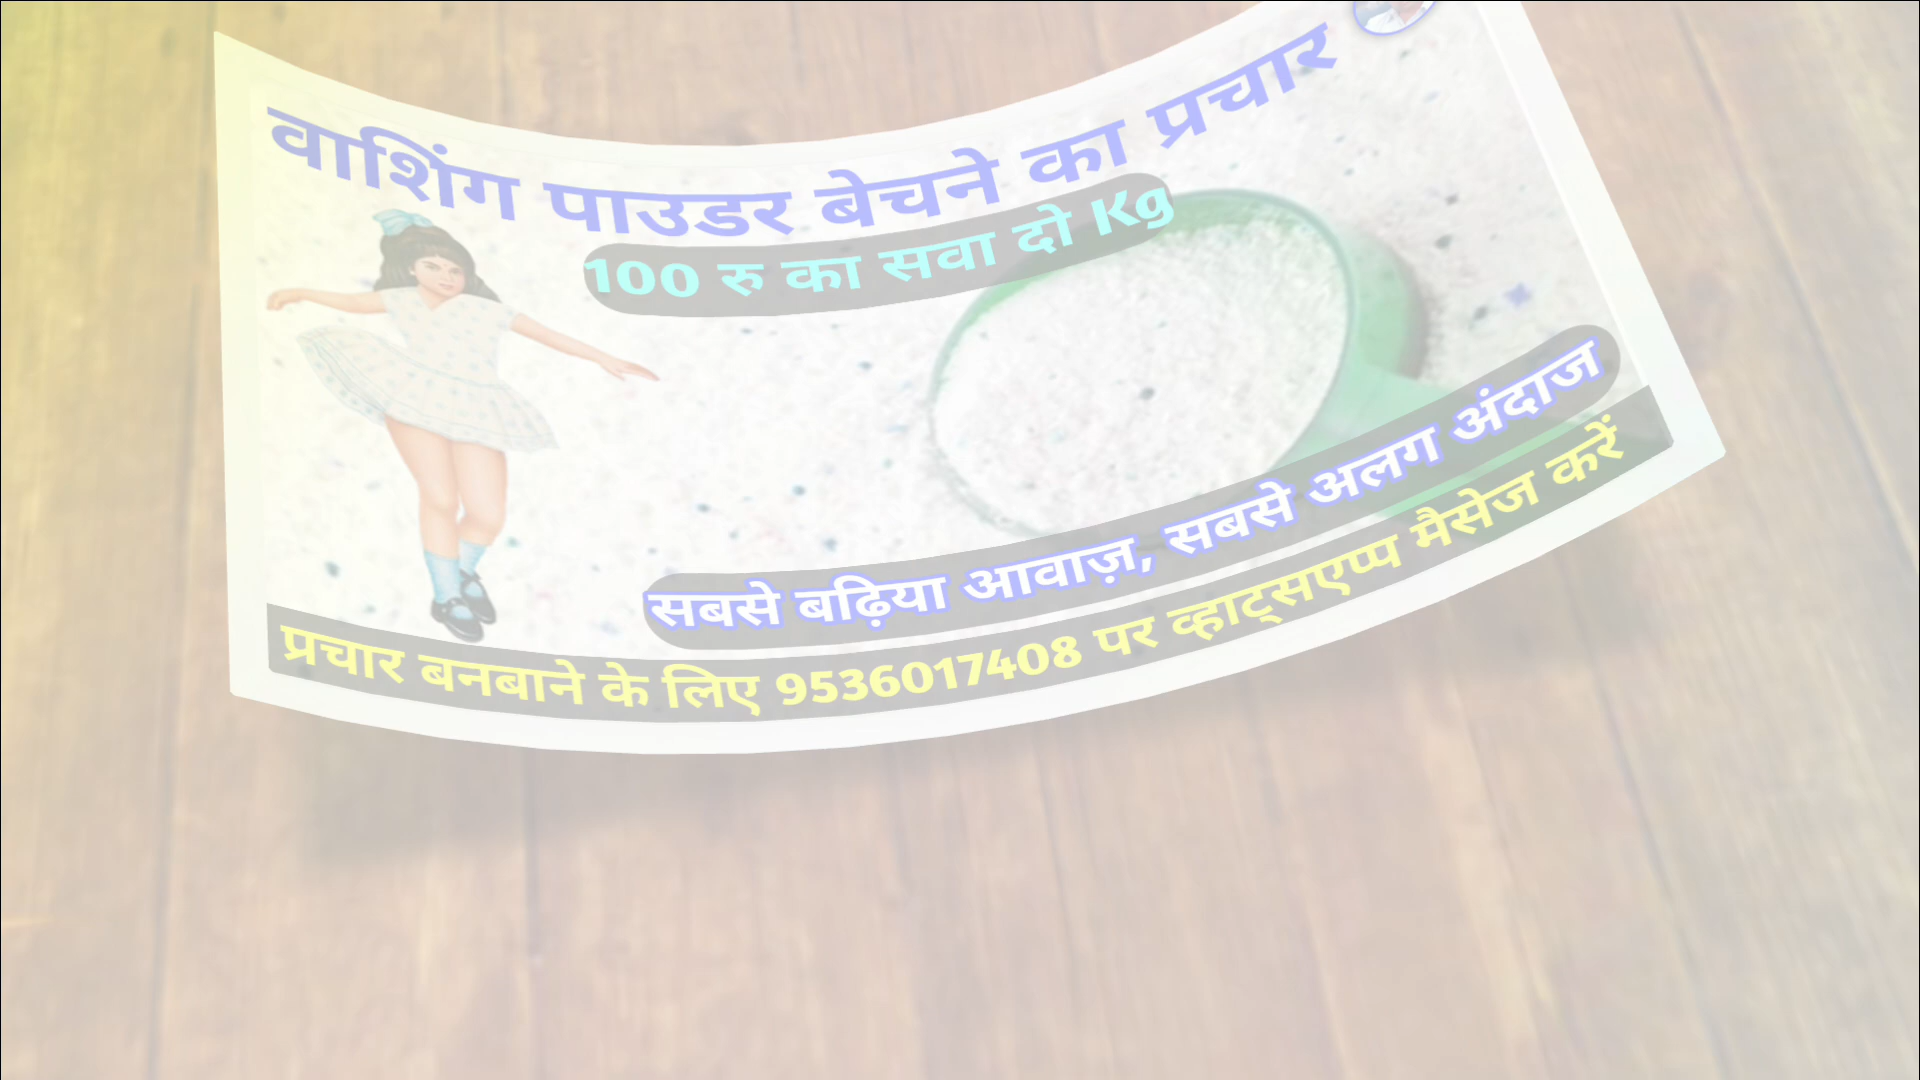 वाशिंग पाउडर बेचने का प्रचार
100 रु का सवा दो Kg
सबसे बढ़िया आवाज़, सबसे अलग अंदाज
प्रचार बनबाने के लिए 9536017408 पर व्हाट्सएप्प मैसेज करें